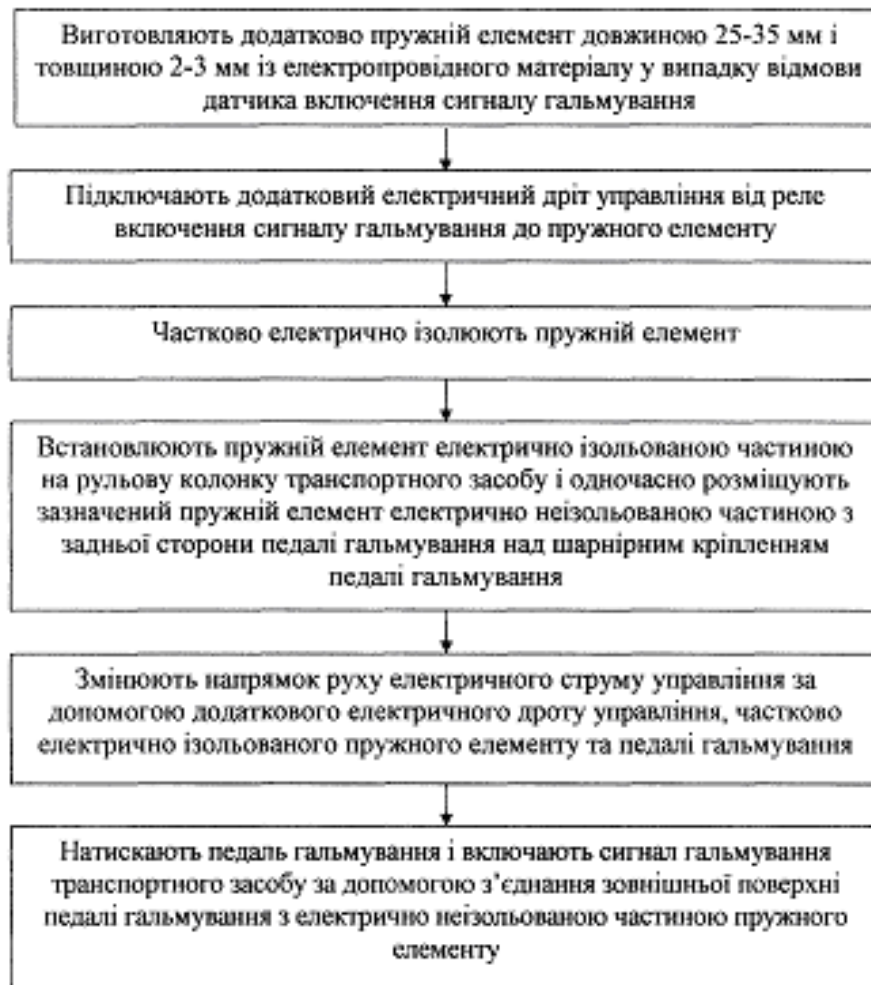 Виготовляють додатково пружній елемент довжиною 25-35 мм і
товщиною 2-3 мм із електропровідного матеріалу у випадку відмови
датчика включення сигналу гальмування
Підключають додатковий електричний дріт управління від реле
включення сигналу гальмування до пружного елементу
Частково електрично ізолюють пружній елемент
Встановлюють пружній елемент електрично ізольованою частиною
на рульову колонку транспортного засобу і одночасно розміщують
зазначений пружній елемент електрично неізольованою частиною з
задньої сторони педалі гальмування над шарнірним кріпленням
педалі гальмування
Змінюють напрямок руху електричного струму управління за
допомогою додаткового електричного дроту управління, частково
електрично ізольованого пружного елементу та педалі гальмування
Натискають педаль гальмування і включають сигнал гальмування
транспортного засобу за допомогою з’єднання зовнішньої поверхні
педалі гальмування з електрично неізольованою частиною пружного
елементу